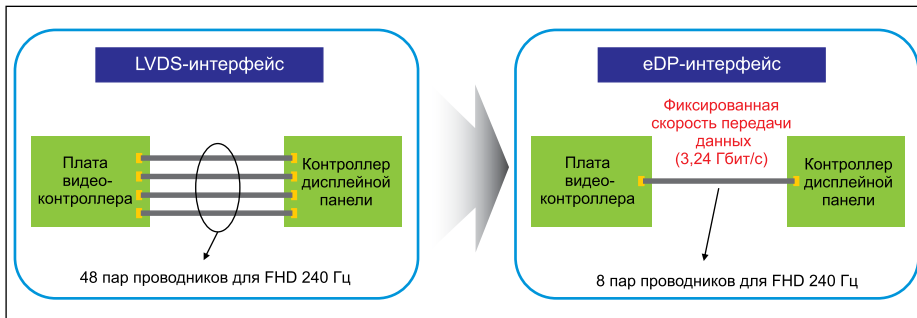 LVDS-интерфейс
Плата
видео-
контроллера
Контроллер
дисплейной
панели
48 пар проводников для FHD 240 Гц
eDP-интерфейс
Фиксированная
скорость передачи
данных
(3,24 Гбит/с)
Плата
видео-
контроллера
Контроллер
дисплейной
панели
8 пар проводников для FHD 240 Гц